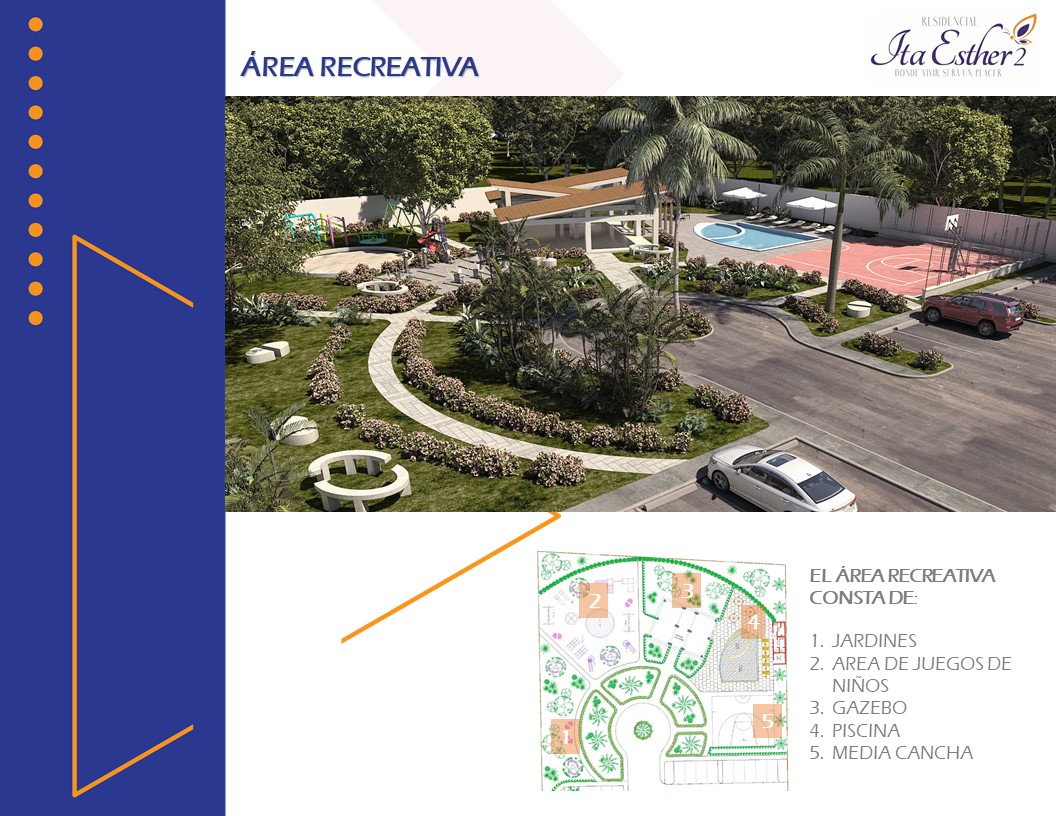 ÁREA RECREATIVA
RESIDENCIAL
Ita Esther 2
DONDE VIVIR SERA UN PLACER
2
3
4
1
5
EL ÁREA RECREATIVA
CONSTA DE:
1. JARDINES
2. AREA DE JUEGOS DE
NIÑOS
3. GAZEBO
4. PISCINA
5. MEDIA CANCHA